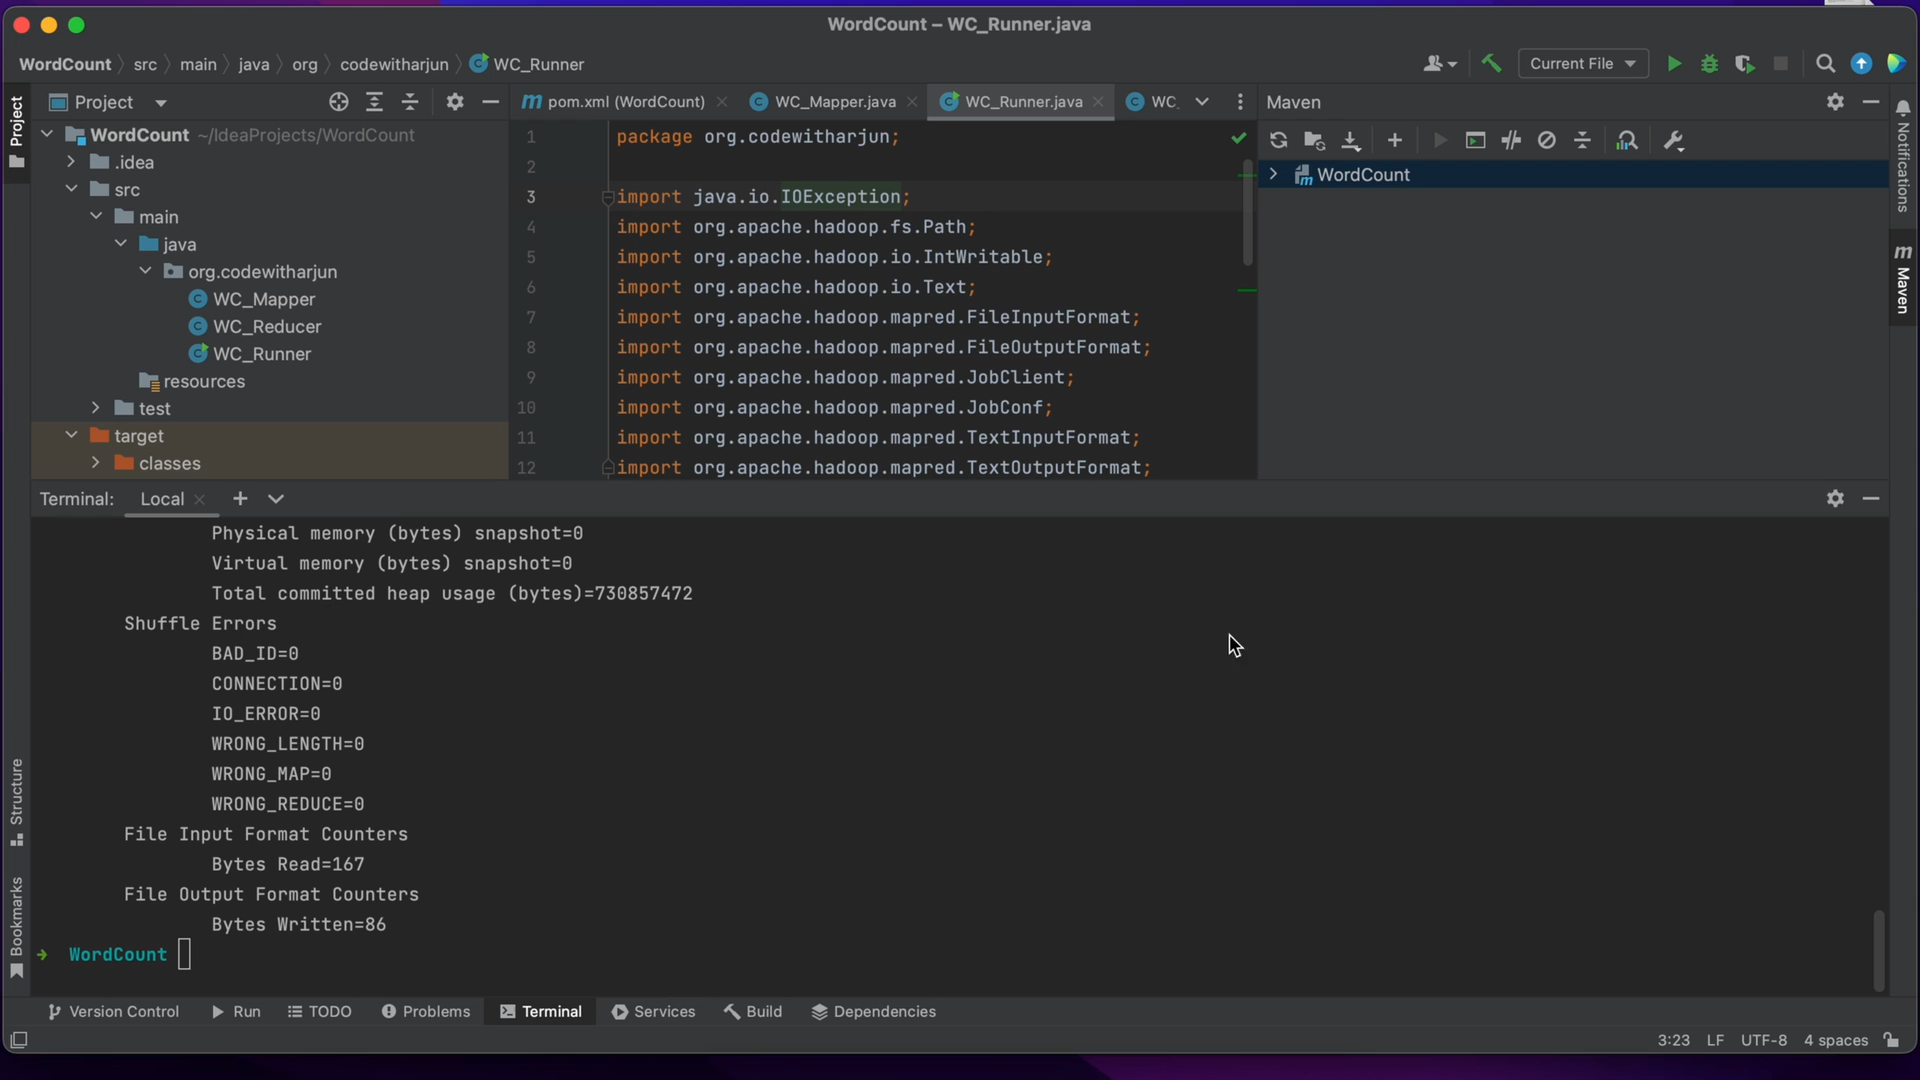 WordCount – WC_Runner.java
WordCount src main java org codewitharjun WC_Runner
Current File
Project
pom.xml (WordCount)
WC_Mapper.java
WC_Runner.java
WC
Maven
Project
WordCount ~/IdeaProjects/WordCount
.idea
src
main
java
org.codewitharjun
WC_Mapper
WC_Reducer
WC_Runner
resources
test
target
classes
1 package org.codewitharjun;
2
3 import java.io.IOException;
4 import org.apache.hadoop.fs.Path;
5 import org.apache.hadoop.io.IntWritable;
6 import org.apache.hadoop.io.Text;
7 import org.apache.hadoop.mapred.FileInputFormat;
8 import org.apache.hadoop.mapred.FileOutputFormat;
9 import org.apache.hadoop.mapred.JobClient;
10 import org.apache.hadoop.mapred.JobConf;
11 import org.apache.hadoop.mapred.TextInputFormat;
12 import org.apache.hadoop.mapred.TextOutputFormat;
WordCount
Notifications
Maven
Terminal: Local
Physical memory (bytes) snapshot=0
Virtual memory (bytes) snapshot=0
Total committed heap usage (bytes)=730857472
Shuffle Errors
BAD_ID=0
CONNECTION=0
IO_ERROR=0
WRONG_LENGTH=0
WRONG_MAP=0
WRONG_REDUCE=0
File Input Format Counters
Bytes Read=167
File Output Format Counters
Bytes Written=86
WordCount
Structure
Bookmarks
Version Control Run TODO Problems Terminal Services Build Dependencies
3:23 LF UTF-8 4 spaces